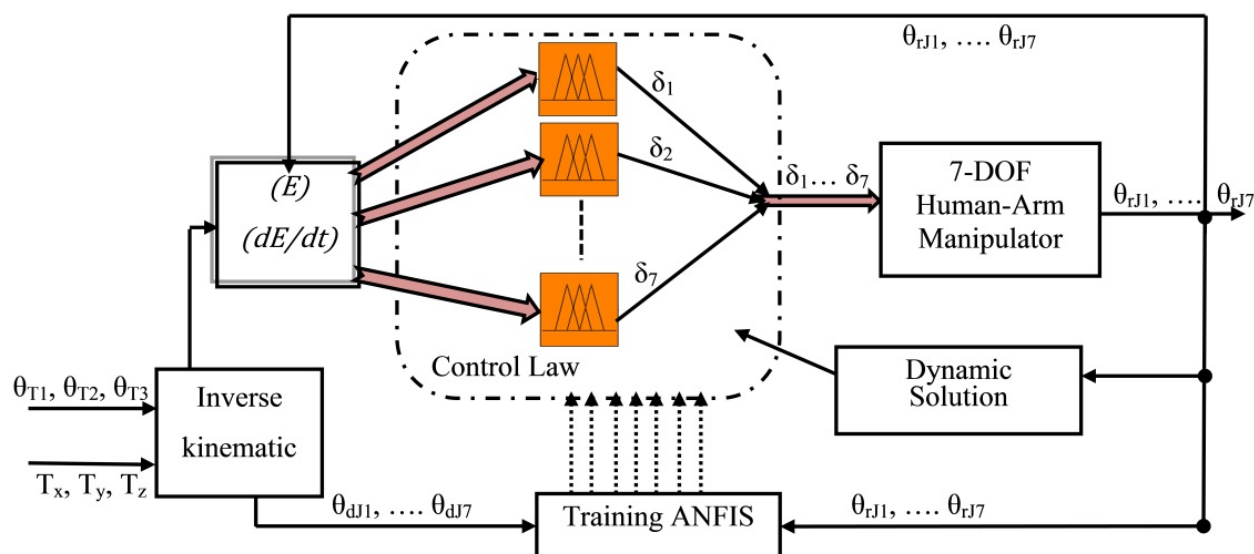 θrJ1, …. θrJ7
δ1
(E)
(dE/dt)
δ2
δ1… δ7
7-DOF
Human-Arm
Manipulator
θrJ1, …. θrJ7
δ7
Control Law
Dynamic
Solution
θT1, θT2, θT3
Inverse
kinematic
Tx, Ty, Tz
θdJ1, …. θdJ7
Training ANFIS
θrJ1, …. θrJ7